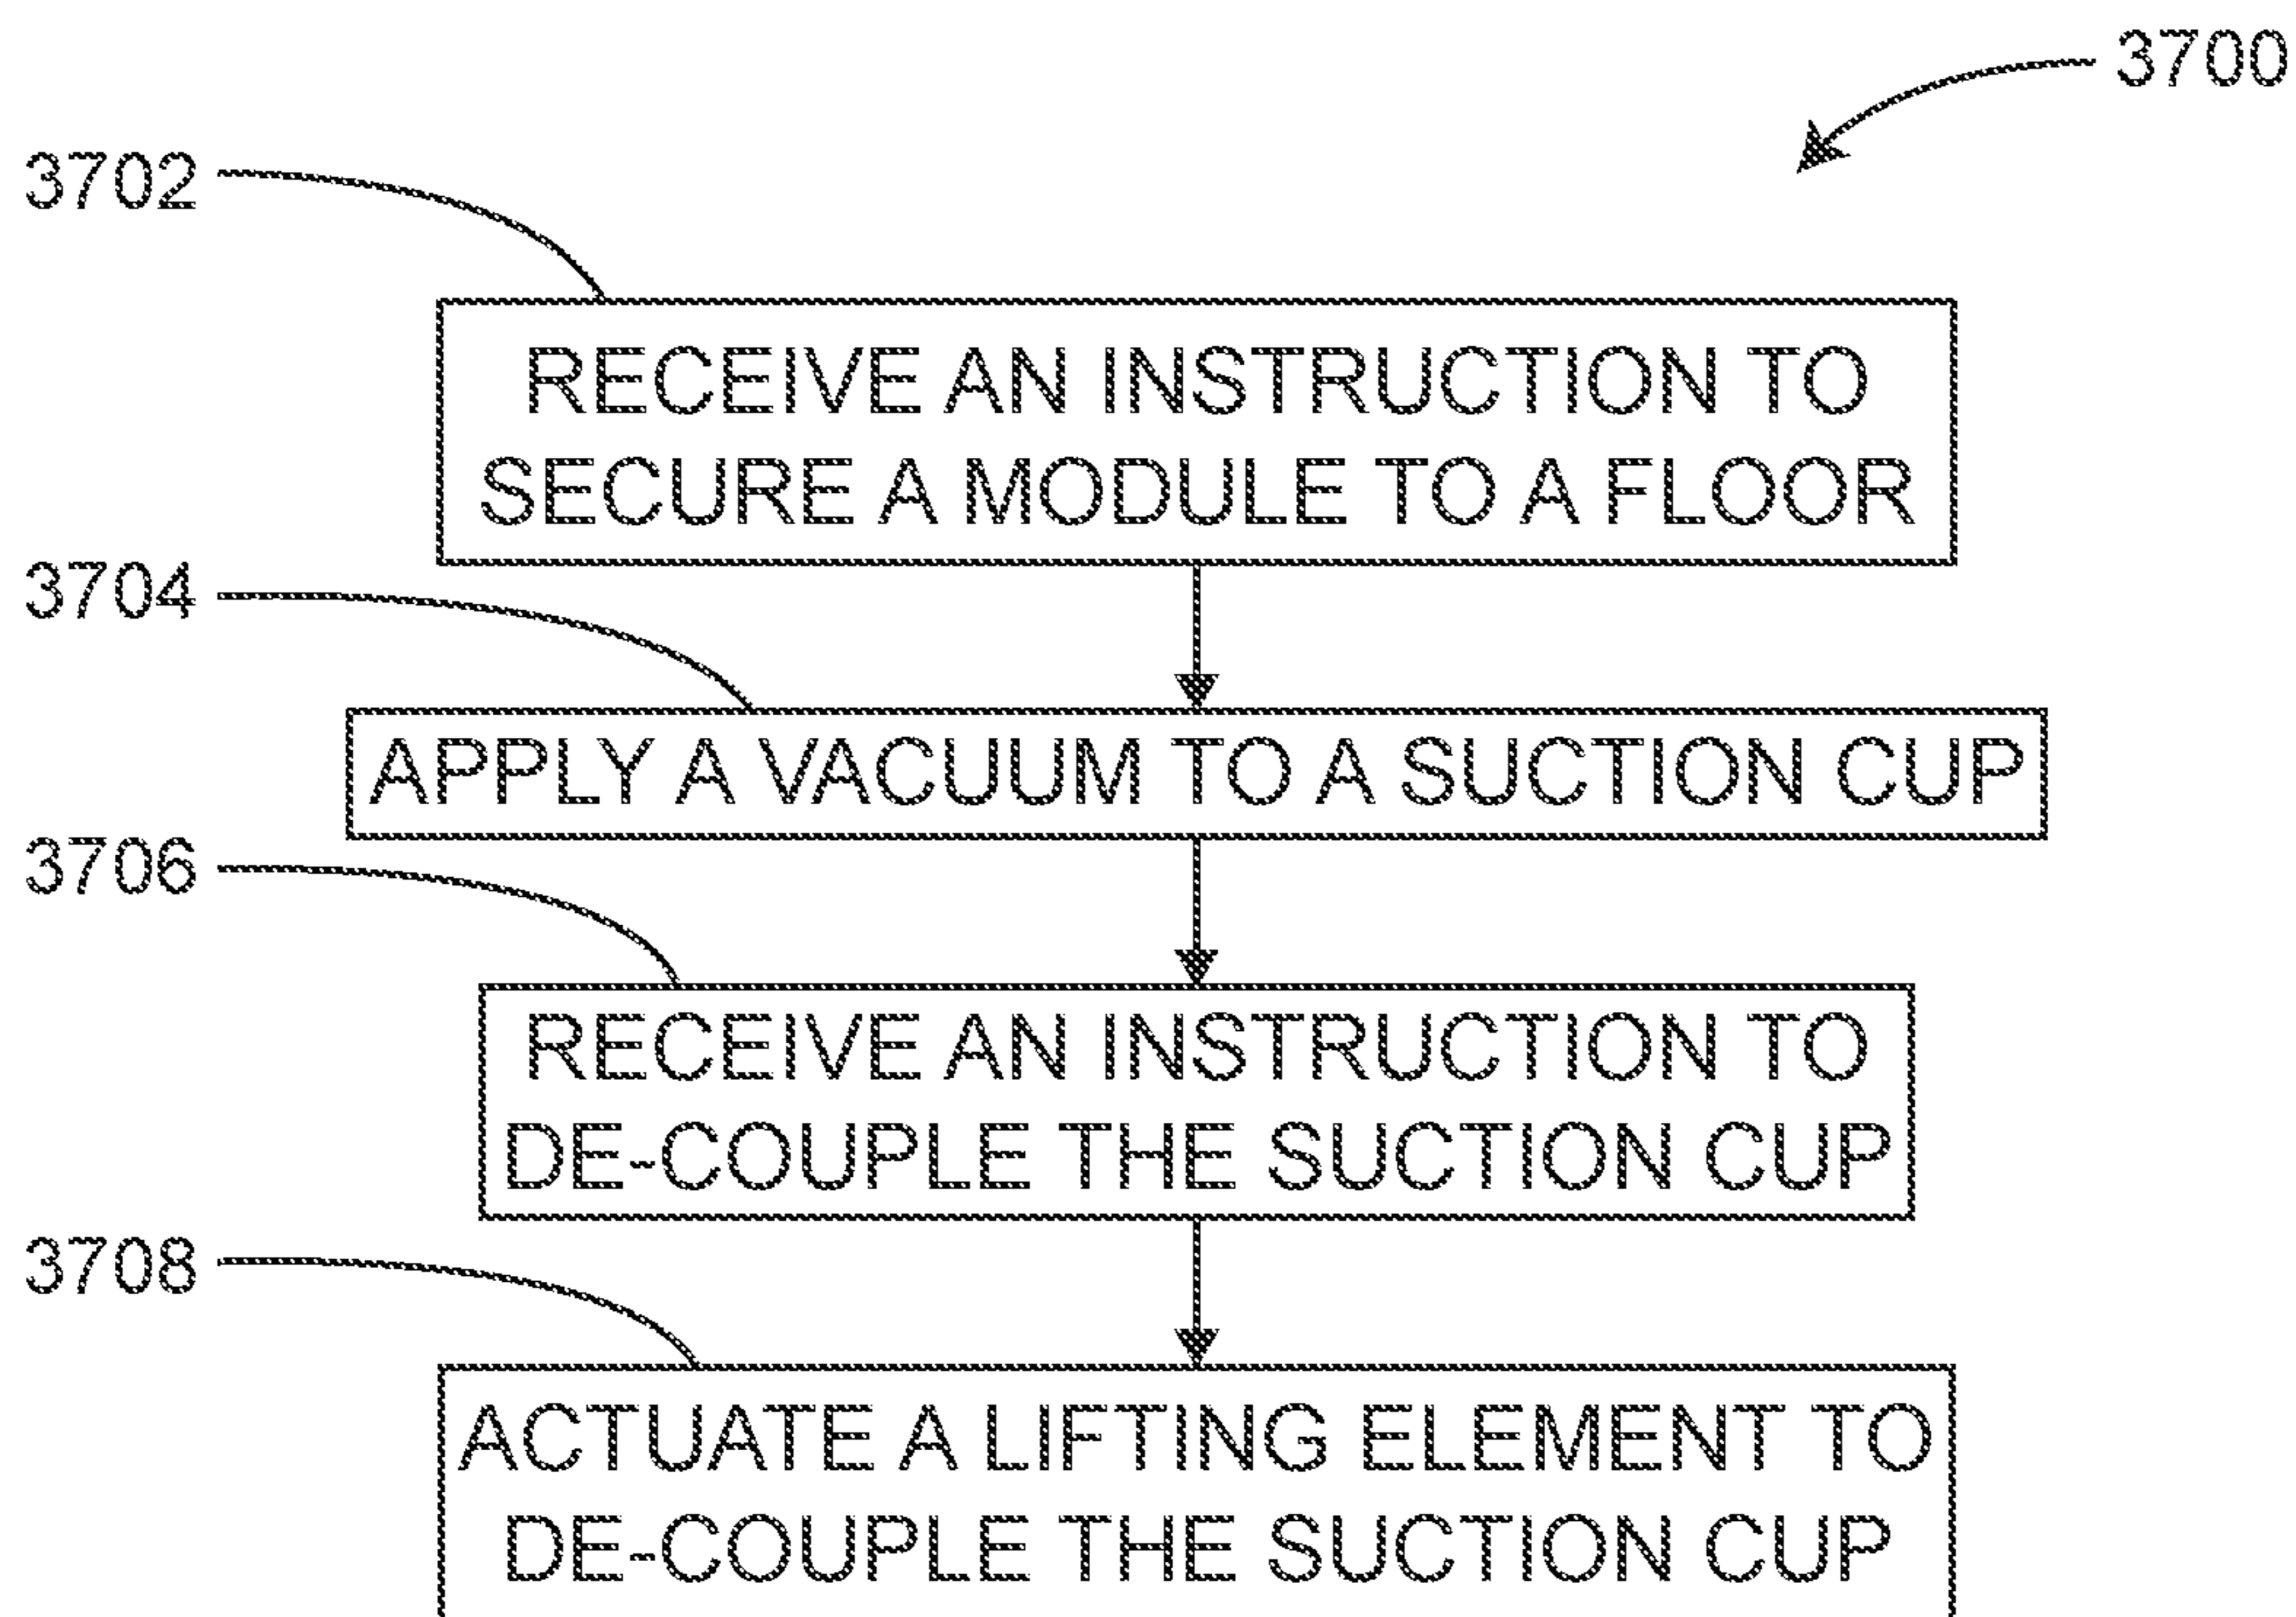 3700
3702
RECEIVE AN INSTRUCTION TO
SECURE A MODULE TO A FLOOR
3704
APPLY A VACUUM TO A SUCTION CUP
3706
RECEIVE AN INSTRUCTION TO
DE-COUPLE THE SUCTION CUP
3708
ACTUATE A LIFTING ELEMENT TO
DE-COUPLE THE SUCTION CUP